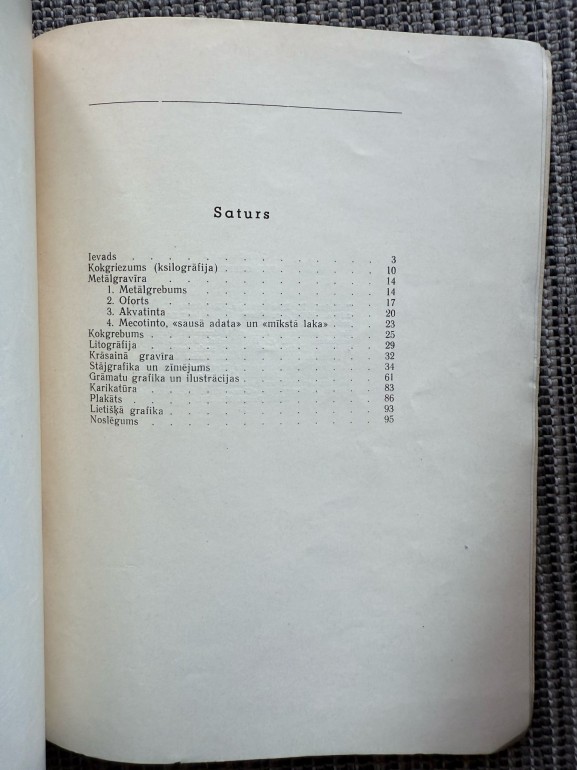 Saturs
Ievads . . . . . . . . . . . . . . 3
Kokgriezums (ksilogrāfija) . . . . . . . . 10
Metālgravīra . . . . . . . . . . . . 14
1. Metālgrebums . . . . . . . . . . 14
2. Oforts . . . . . . . . . . . . 17
3. Akvatinta . . . . . . . . . . . 20
4. Mecotinto, «sausā adata» un «mīkstā laka» . . 23
Kokgrebums . . . . . . . . . . . . 25
Litogrāfija . . . . . . . . . . . . . 29
Krāsainā gravīra . . . . . . . . . . . 32
Stājgrafika un zīmējums . . . . . . . . . 34
Grāmatu grafika un ilustrācijas . . . . . . . 61
Karikatūra . . . . . . . . . . . . . 83
Plakāts . . . . . . . . . . . . . . 86
Lietišķā grafika . . . . . . . . . . . 93
Noslēgums . . . . . . . . . . . . . 95